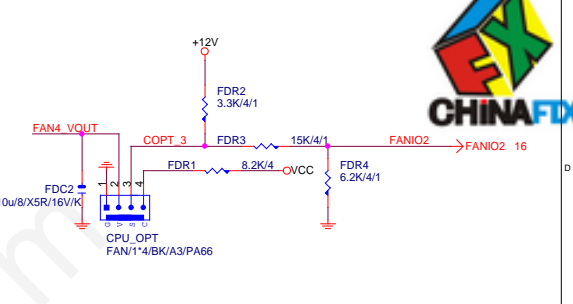 +12V
FDR2
3.3K/4/1
CHINAFIX
FAN4_VOUT
COPT_3
FDR3
15K/4/1
FANIO2
FANIO2 16
FDR1
8.2K/4
VCC
FDR4
6.2K/4/1
D
FDC2
10u/8/X5R/16V/K
1
2
3
4
G
V
S
C
CPU_OPT
FAN/1*4/BK/A3/PA66